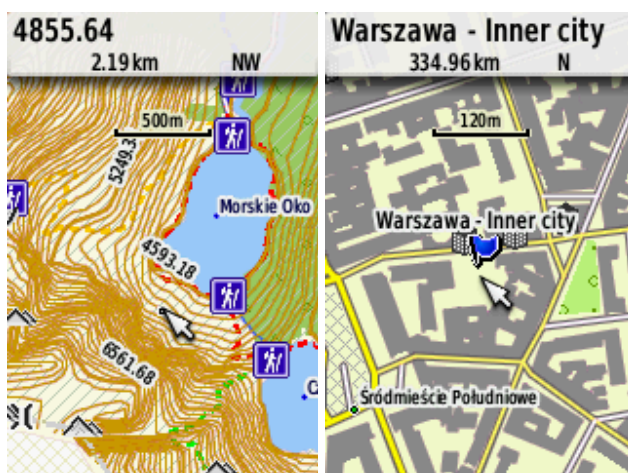 4855.64
2.19 km NW
500m
5249.3
Morskie Oko
4593.18
6561.68
C
Warszawa - Inner city
334.96 km N
120m
Warszawa - Inner city
Śródmieście Południowe